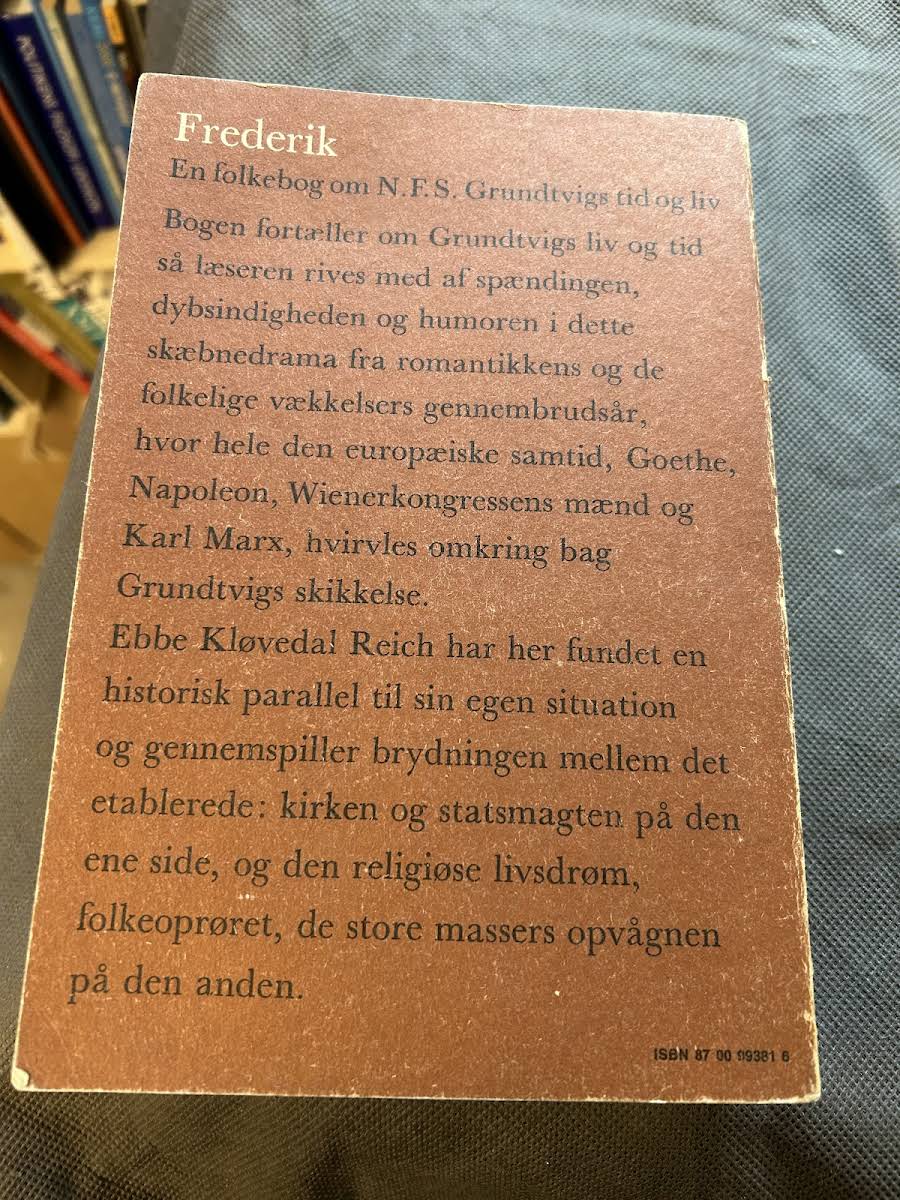 Frederik
En folkebog om N.F.S. Grundtvigs tid og liv
Bogen fortæller om Grundtvigs liv og tid
så læseren rives med af spændingen,
dybsindigheden og humoren i dette
skæbnedrama fra romantikkens og de
folkelige vækkelsers gennembrudsår,
hvor hele den europæiske samtid, Goethe,
Napoleon, Wienerkongressens mænd og
Karl Marx, hvirvles omkring bag
Grundtvigs skikkelse.
Ebbe Kløvedal Reich har her fundet en
historisk parallel til sin egen situation
og gennemspiller brydningen mellem det
etablerede: kirken og statsmagten på den
ene side, og den religiøse livsdrøm,
folkeoprøret, de store massers opvågnen
på den anden.
ISBN 87 00 09381 6
POLITIKENS